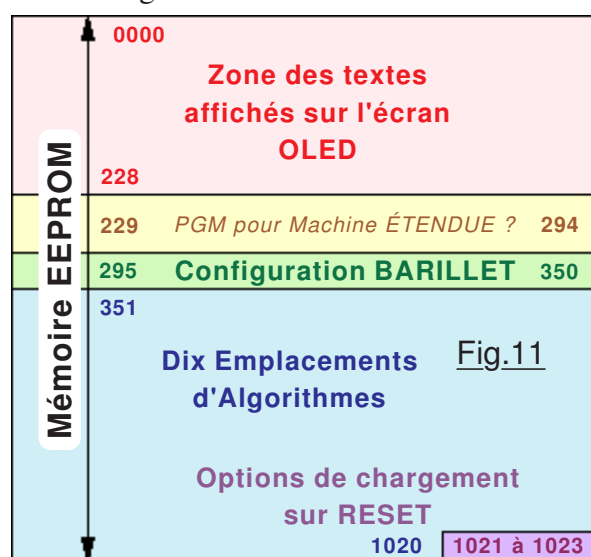 0000
Zone des textes
affichés sur l'écran
OLED
228
Mémoire EEPROM
229 PGM pour Machine ÉTENDUE ? 294
295 Configuration BARILLET 350
351
Fig.11
Dix Emplacements
d'Algorithmes
Options de chargement
sur RESET
1020 1021 à 1023